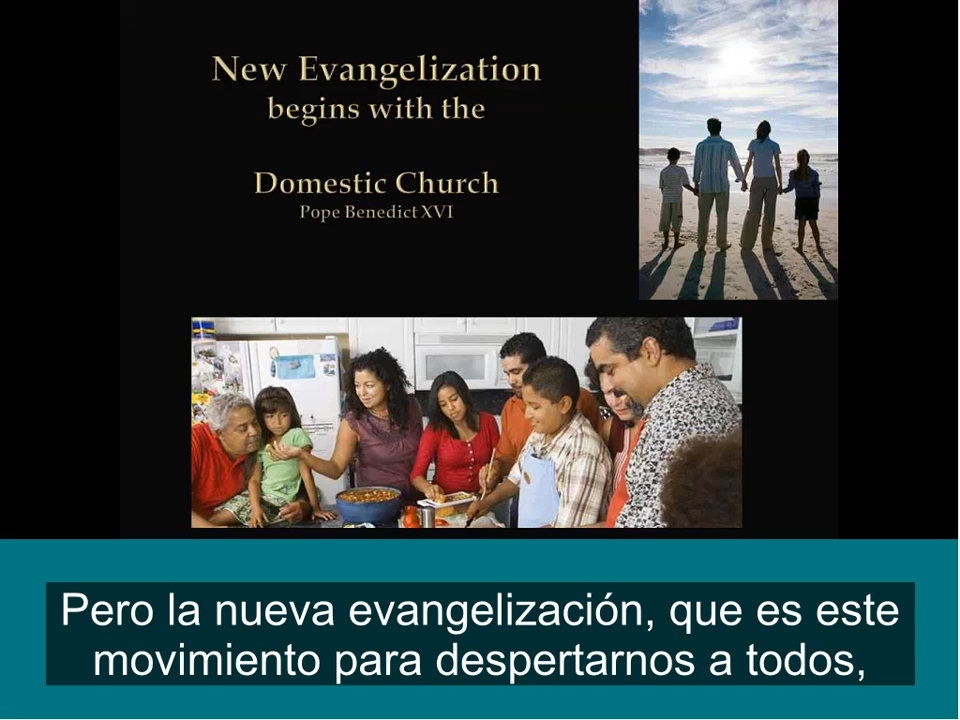 New Evangelization
begins with the
Domestic Church
Pope Benedict XVI
Pero la nueva evangelización, que es este
movimiento para despertarnos a todos,